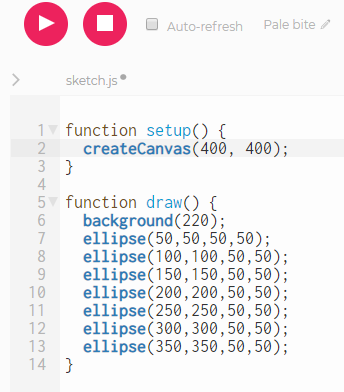 Auto-refresh Pale bite
sketch.js
1 function setup() {
2 createCanvas(400, 400);
3 }
4
5 function draw() {
6 background(220);
7 ellipse(50,50,50,50);
8 ellipse(100,100,50,50);
9 ellipse(150,150,50,50);
10 ellipse(200,200,50,50);
11 ellipse(250,250,50,50);
12 ellipse(300,300,50,50);
13 ellipse(350,350,50,50);
14 }